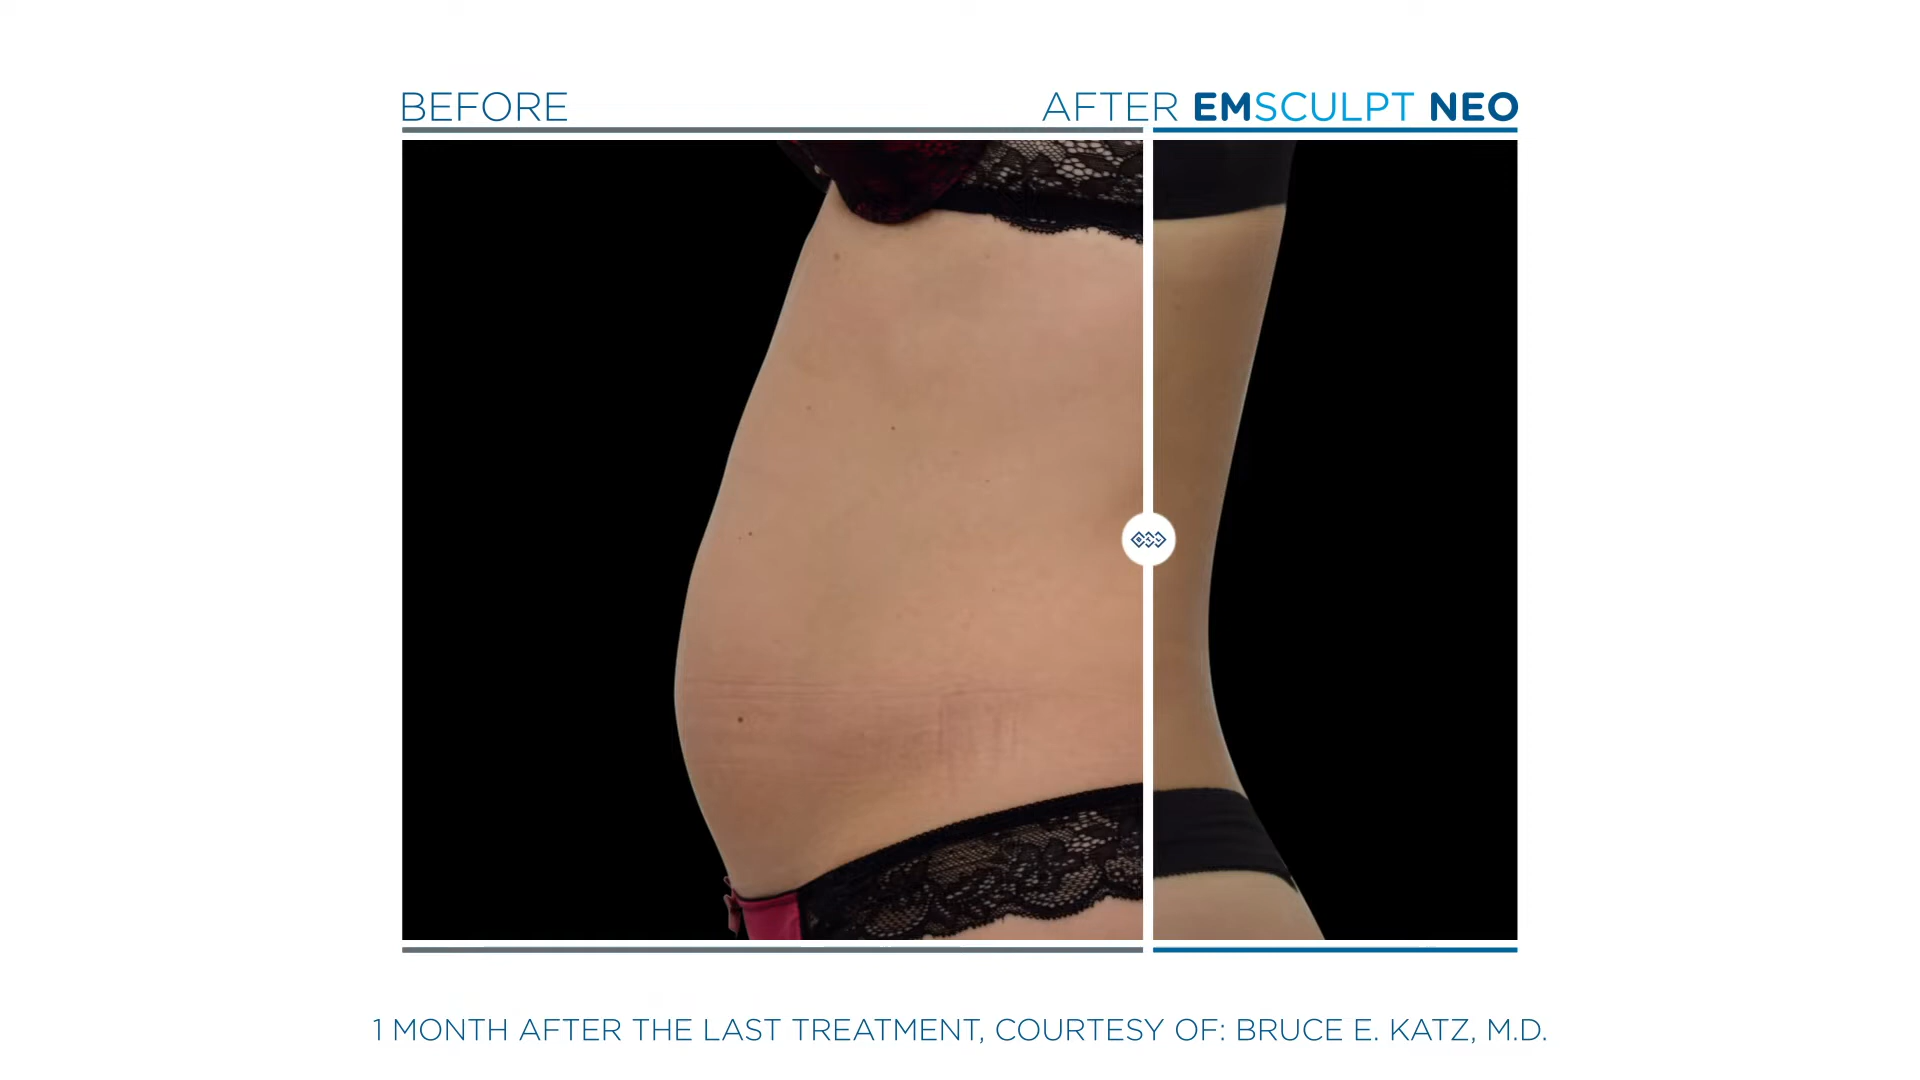 BEFORE
AFTER EMSCULPT NEO
1 MONTH AFTER THE LAST TREATMENT, COURTESY OF: BRUCE E. KATZ, M.D.